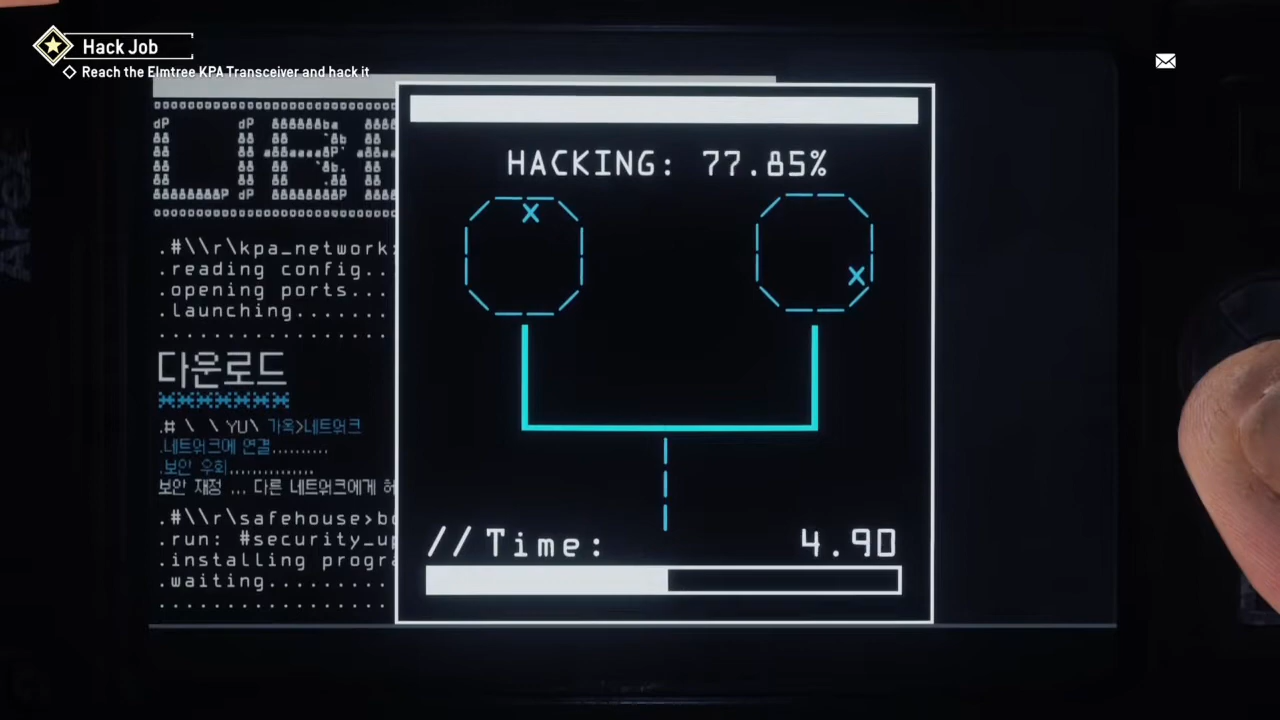 Hack Job
Reach the Elmtree KPA Transceiver and hack it
HACKING: 77.85%
.#\\r\kpa_network:
.reading config..
.opening ports...
.launching.......
다운로드
.# \ \ YU\ 가옥>네트워크
.네트워크에 연결..........
.보안 우회...............
보안 재정 ... 다른 네트워크에게 허
.#\\r\safehouse>bo
.run: #security_up
.installing progra
.waiting.........
// Time: 4.90
apex